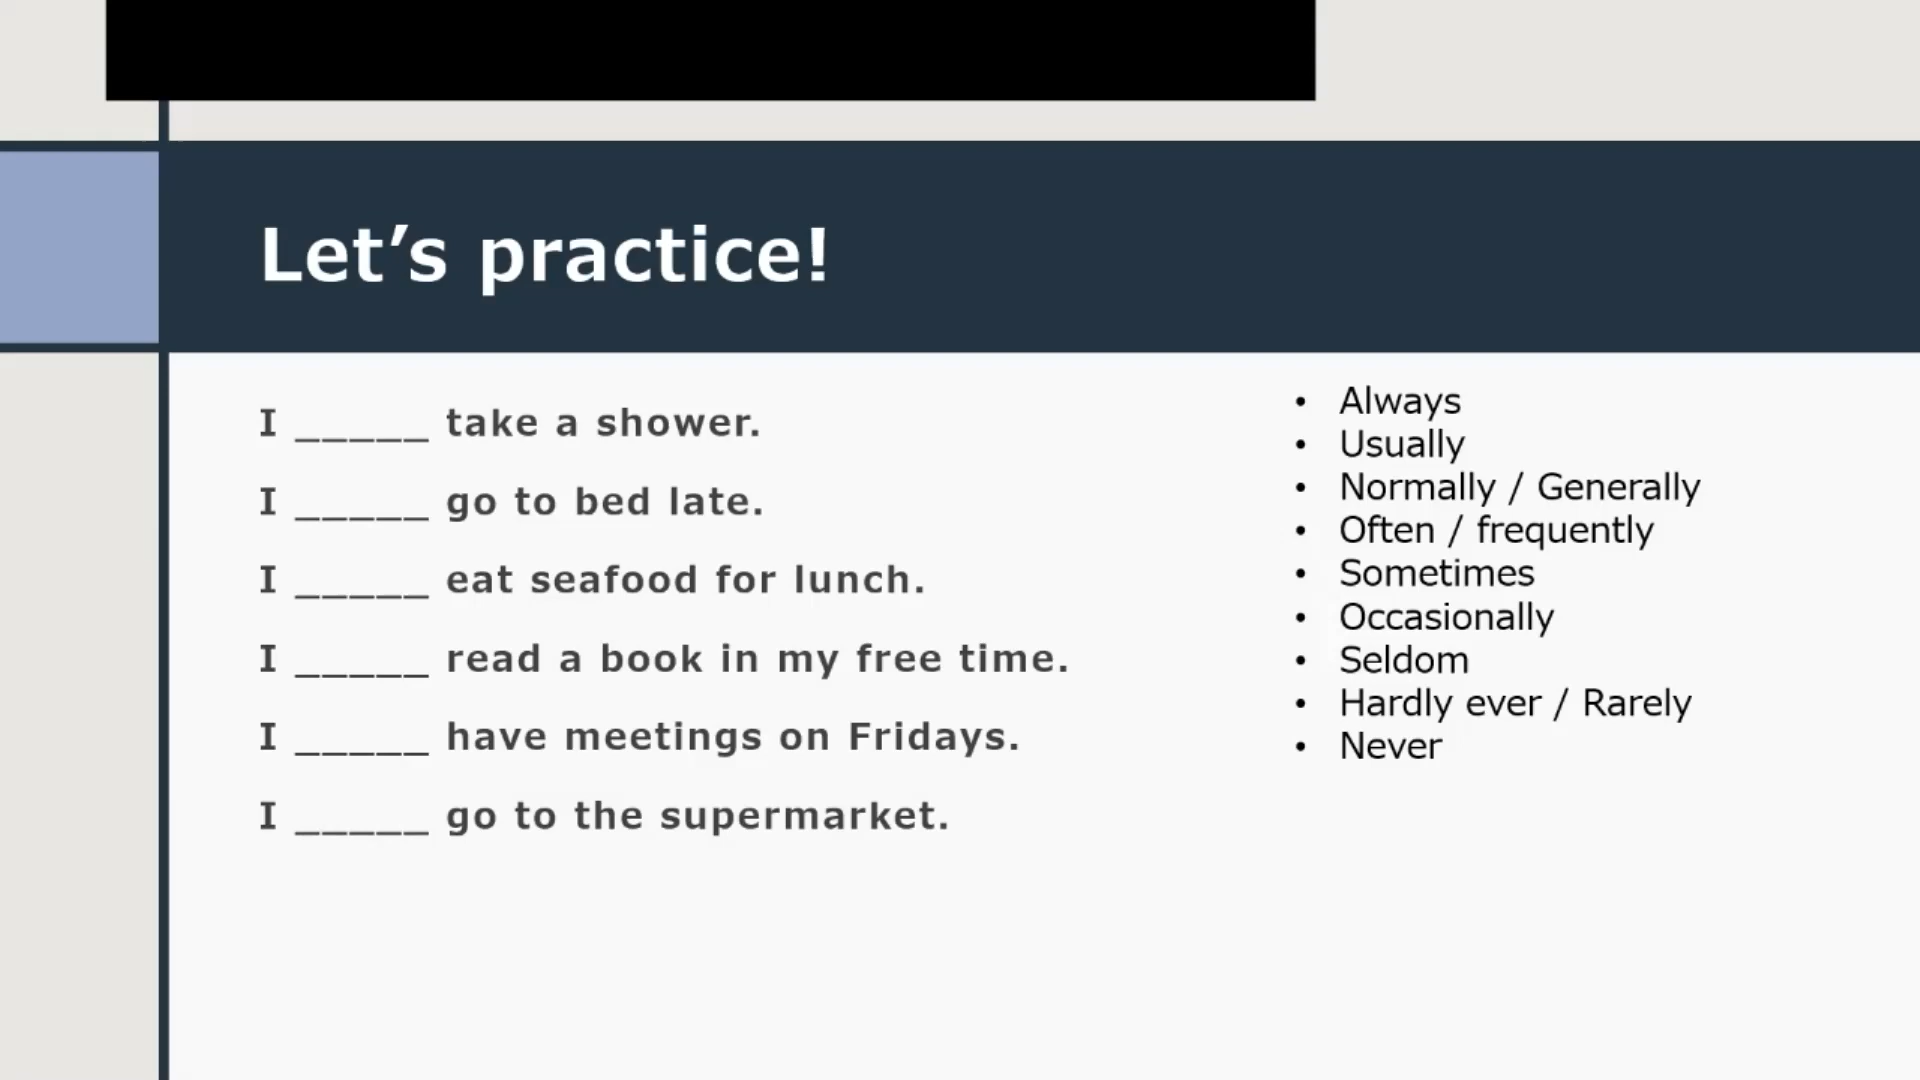 Let’s practice!
I _____ take a shower.
I _____ go to bed late.
I _____ eat seafood for lunch.
I _____ read a book in my free time.
I _____ have meetings on Fridays.
I _____ go to the supermarket.
• Always
• Usually
• Normally / Generally
• Often / frequently
• Sometimes
• Occasionally
• Seldom
• Hardly ever / Rarely
• Never